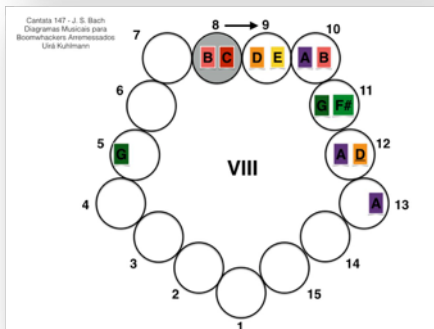 Cantata 147 - J. S. Bach
Diagramas Musicais para
Boomwhackers Arremessados
Uirá Kuhlmann
8 9
7 10
B C D E A B
6 11
G F#
5 12
G A D
VIII
4 13
A
3 14
2 15
1